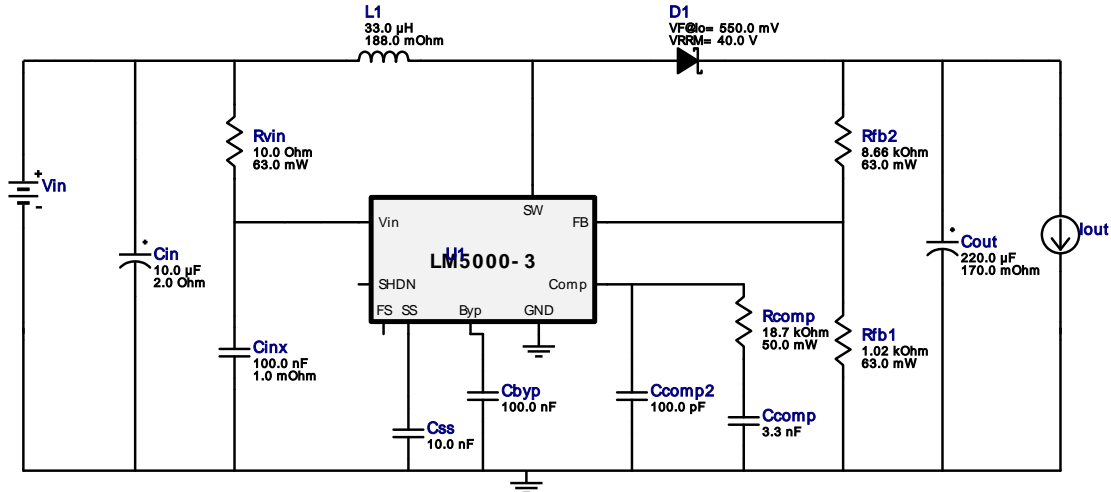 L1
33.0 µH
188.0 mOhm
D1
VF@Io= 550.0 mV
VRRM= 40.0 V
Rvin
10.0 Ohm
63.0 mW
Rfb2
8.66 kOhm
63.0 mW
+
Vin
-
Vin
SW
FB
U1
LM5000-3
SHDN
Comp
FS SS Byp GND
Cin
10.0 µF
2.0 Ohm
Cout
220.0 µF
170.0 mOhm
Iout
Cinx
100.0 nF
1.0 mOhm
Rcomp
18.7 kOhm
50.0 mW
Rfb1
1.02 kOhm
63.0 mW
Cbyp
100.0 nF
Ccomp2
100.0 pF
Ccomp
3.3 nF
Css
10.0 nF